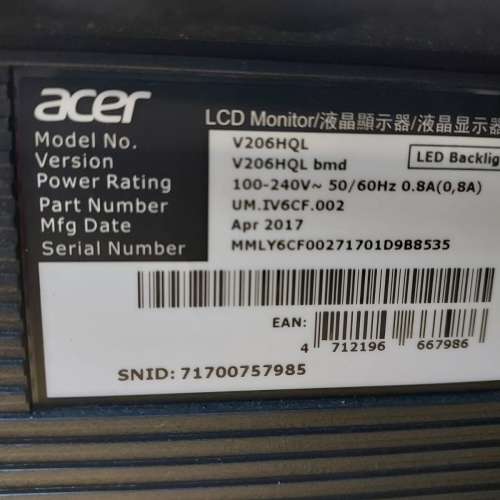 acer
LCD Monitor/液晶顯示器/液晶显示器
Model No. V206HQL
Version V206HQL bmd
LED Backlig
Power Rating 100-240V~ 50/60Hz 0.8A(0,8A)
Part Number UM.IV6CF.002
Mfg Date Apr 2017
Serial Number MMLY6CF00271701D9B8535
EAN:
4 712196 667986
SNID: 71700757985